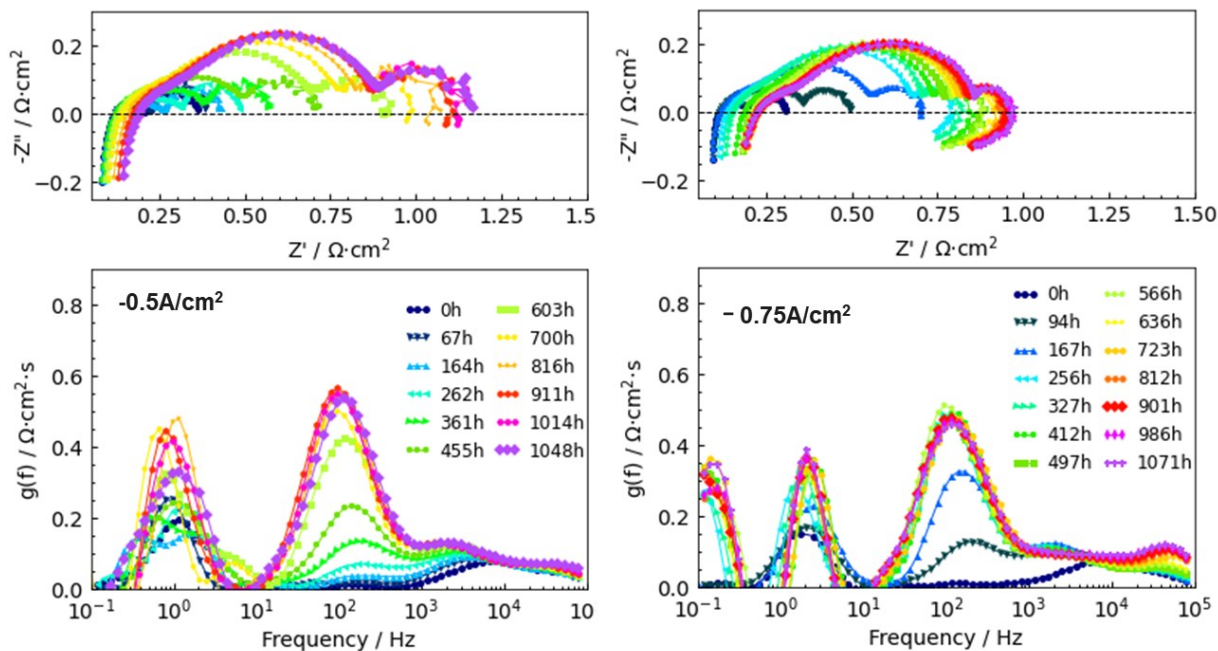 0.2
0.0
−0.2
-Z'' / Ω·cm²
0.25 0.50 0.75 1.00 1.25 1.5
Z' / Ω·cm²
0.2
0.0
−0.2
-Z'' / Ω·cm²
0.25 0.50 0.75 1.00 1.25 1.50
Z' / Ω·cm²
-0.5A/cm²
0.8
0.6
0.4
0.2
0.0
g(f) / Ω·cm²·s
0h 603h
67h 700h
164h 816h
262h 911h
361h 1014h
455h 1048h
10⁻¹ 10⁰ 10¹ 10² 10³ 10⁴ 10
Frequency / Hz
− 0.75A/cm²
0.8
0.6
0.4
0.2
0.0
g(f) / Ω·cm²·s
0h 566h
94h 636h
167h 723h
256h 812h
327h 901h
412h 986h
497h 1071h
10⁻¹ 10⁰ 10¹ 10² 10³ 10⁴ 10⁵
Frequency / Hz